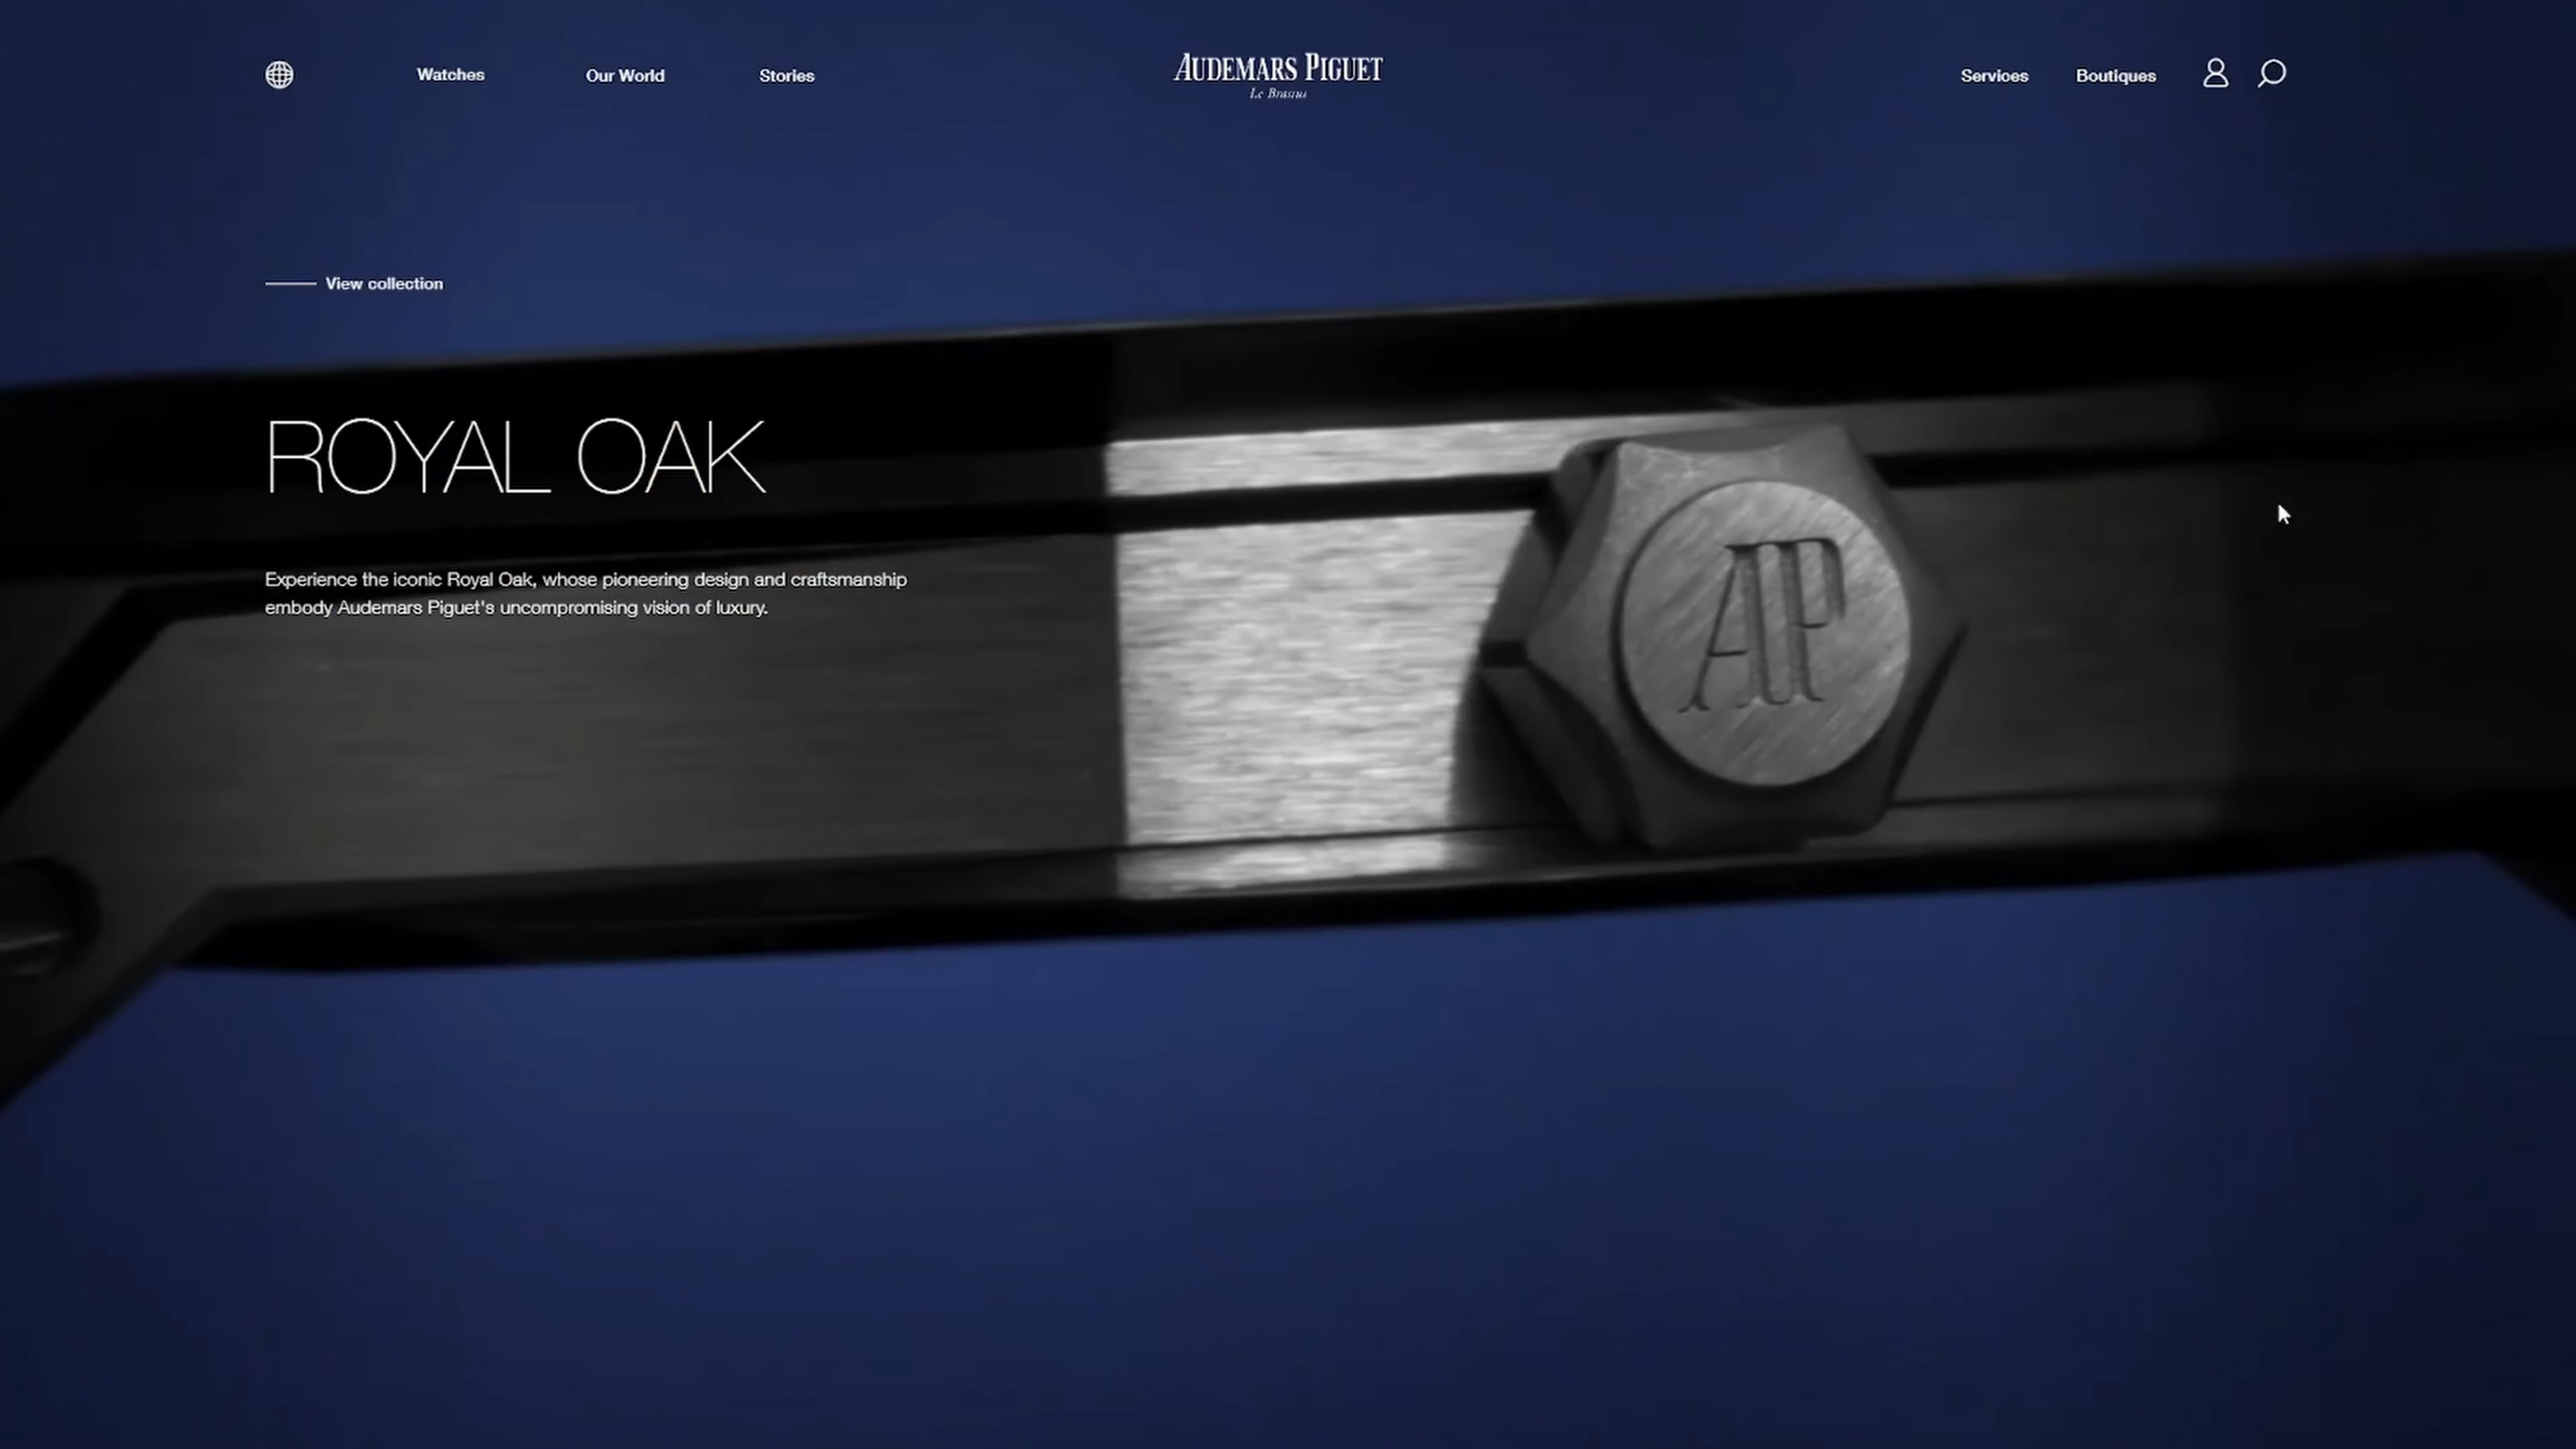 Watches
Our World
Stories
AUDEMARS PIGUET
Le Brassus
Services
Boutiques
View collection
ROYAL OAK
Experience the iconic Royal Oak, whose pioneering design and craftsmanship
embody Audemars Piguet's uncompromising vision of luxury.
AP